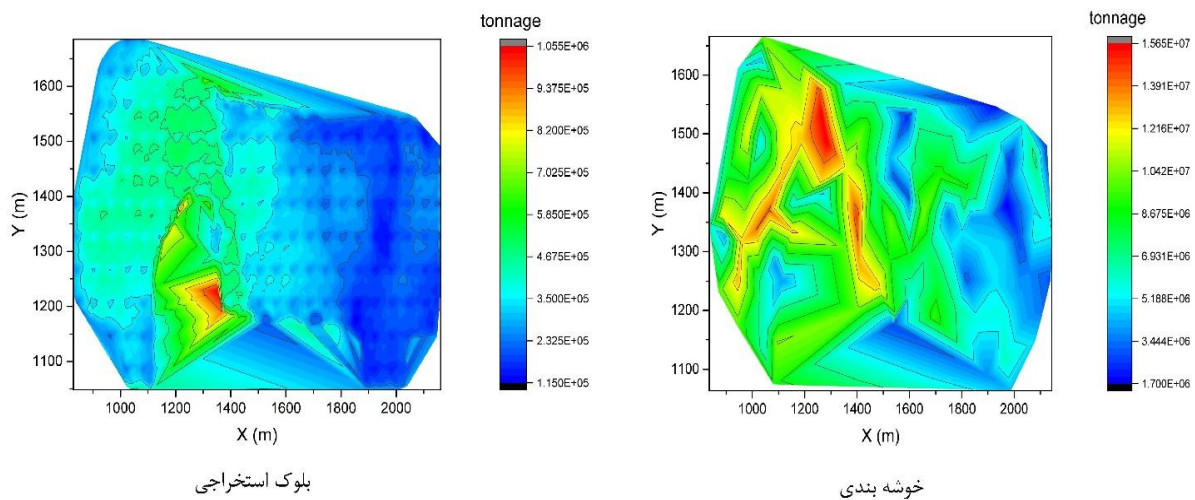 tonnage
1.055E+06
9.375E+05
8.200E+05
7.025E+05
5.850E+05
4.675E+05
3.500E+05
2.325E+05
1.150E+05
Y (m)
1600
1500
1400
1300
1200
1100
1000
1200
1400
1600
1800
2000
X (m)
بلوک استخراجی
tonnage
1.565E+07
1.391E+07
1.216E+07
1.042E+07
8.675E+06
6.931E+06
5.188E+06
3.444E+06
1.700E+06
Y (m)
1600
1500
1400
1300
1200
1100
1000
1200
1400
1600
1800
2000
X (m)
خوشه بندی